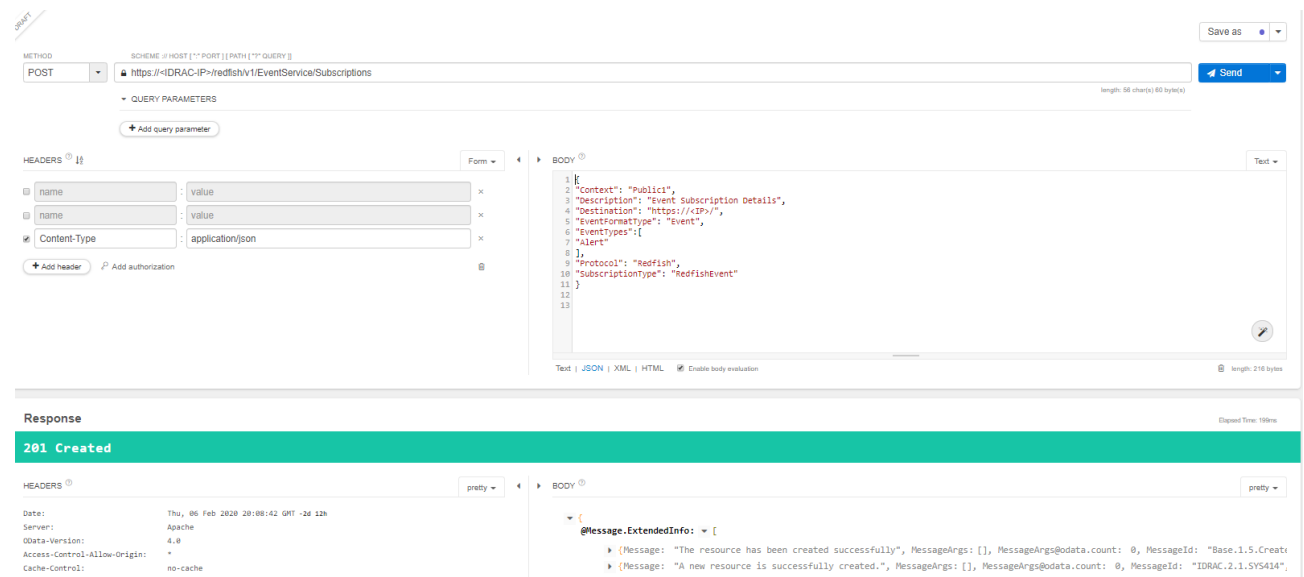 DRAFT
Save as
METHOD
SCHEME :// HOST [ ":" PORT ] [ PATH [ "?" QUERY ]]
POST
https://<IDRAC-IP>/redfish/v1/EventService/Subscriptions
Send
length: 56 char(s) 60 byte(s)
QUERY PARAMETERS
+ Add query parameter
HEADERS
Form
BODY
Text
name : value
name : value
Content-Type : application/json
+ Add header
Add authorization
1 {
2 "Context": "Public1",
3 "Description": "Event Subscription Details",
4 "Destination": "https://<IP>/",
5 "EventFormatType": "Event",
6 "EventTypes":[
7 "Alert"
8 ],
9 "Protocol": "Redfish",
10 "SubscriptionType": "RedfishEvent"
11 }
12
13
Text | JSON | XML | HTML Enable body evaluation
length: 218 bytes
Response
Elapsed Time: 199ms
201 Created
HEADERS
pretty
BODY
pretty
Date: Thu, 06 Feb 2020 20:08:42 GMT -2d 12h
Server: Apache
OData-Version: 4.0
Access-Control-Allow-Origin: *
Cache-Control: no-cache
{
@Message.ExtendedInfo: [
{Message: "The resource has been created successfully", MessageArgs: [], MessageArgs@odata.count: 0, MessageId: "Base.1.5.Create
{Message: "A new resource is successfully created.", MessageArgs: [], MessageArgs@odata.count: 0, MessageId: "IDRAC.2.1.SYS414",